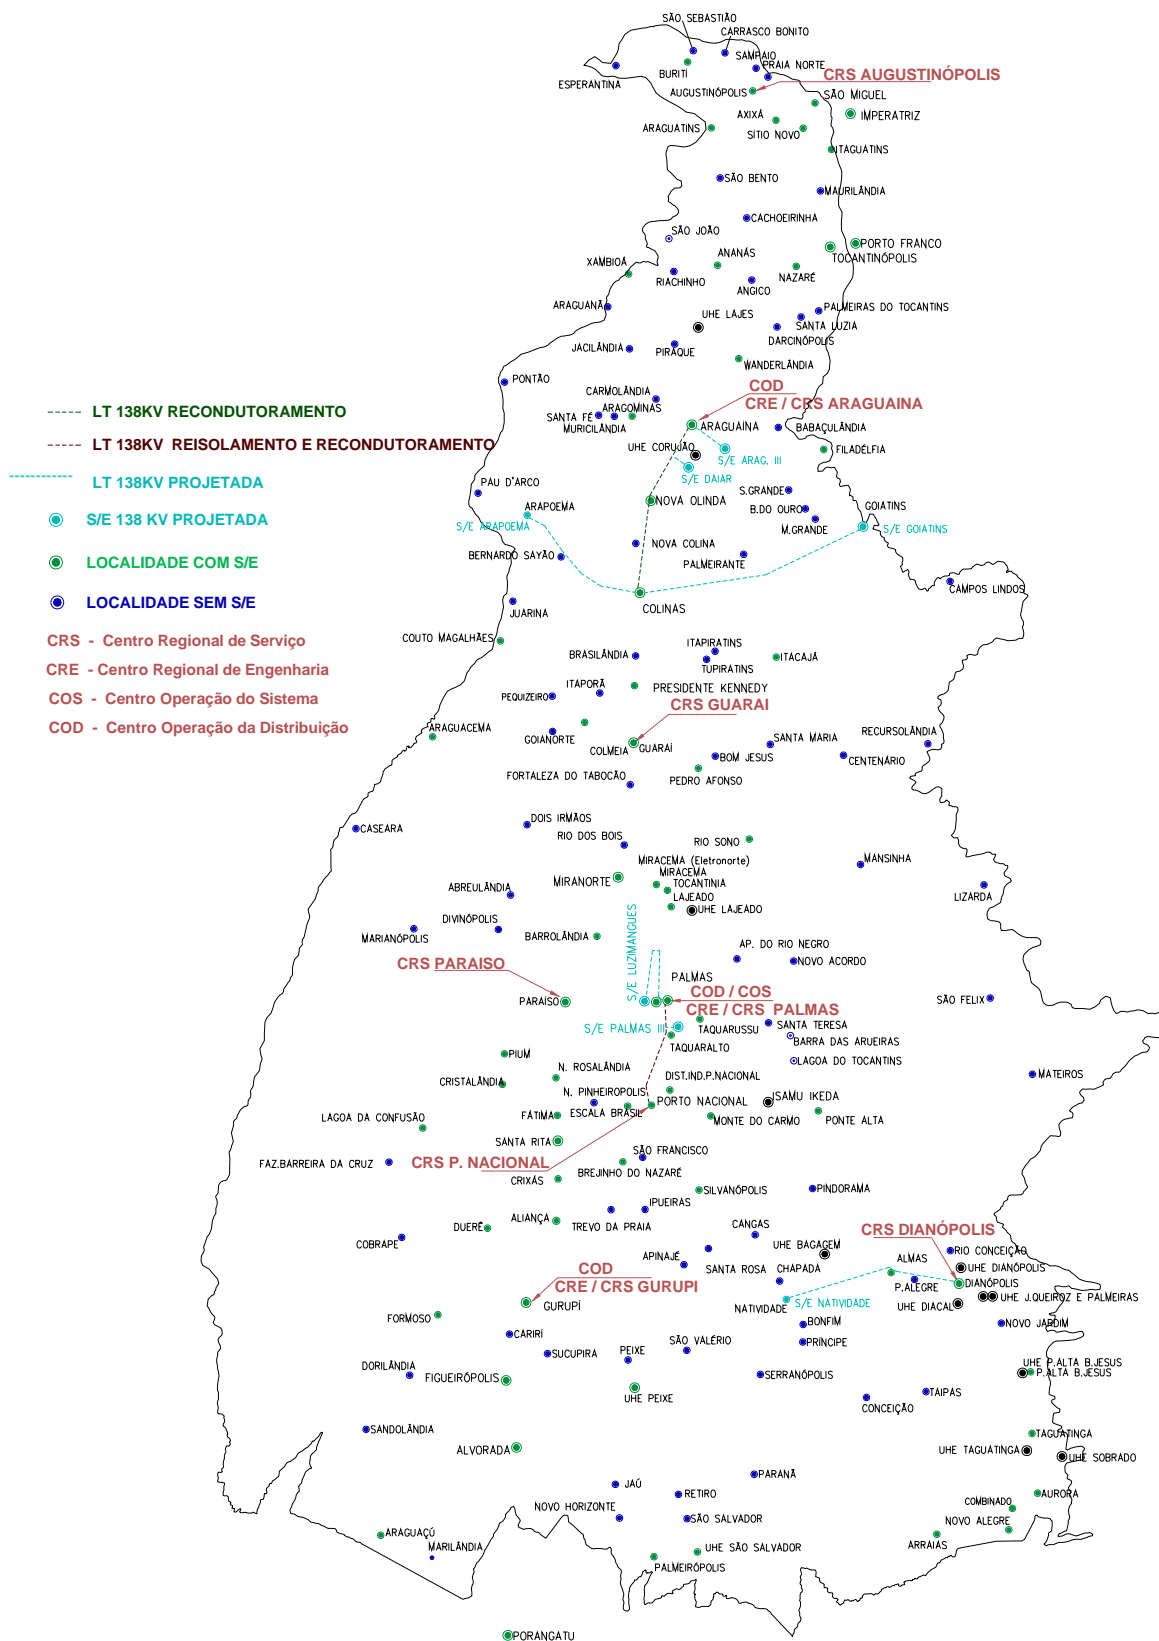 SÃO SEBASTIÃO
CARRASCO BONITO
SAMPAIO
PRAIA NORTE
BURITÍ
ESPERANTINA
CRS AUGUSTINÓPOLIS
AUGUSTINÓPOLIS
SÃO MIGUEL
IMPERATRIZ
AXIXÁ
ARAGUATINS
SÍTIO NOVO
ITAGUATINS
SÃO BENTO
MAURILÂNDIA
CACHOEIRINHA
SÃO JOÃO
PORTO FRANCO
TOCANTINÓPOLIS
ANANÁS
XAMBIOÁ
RIACHINHO
NAZARÉ
ANGICO
ARAGUANÃ
PALMEIRAS DO TOCANTINS
UHE LAJES
SANTA LUZIA
DARCINÓPOLIS
JACILÂNDIA
PIRAQUE
WANDERLÂNDIA
PONTÃO
COD
CARMOLÂNDIA
CRE / CRS ARAGUAINA
ARAGOMINAS
SANTA FÉ
MURICILÂNDIA
ARAGUAÍNA
BABAÇULÂNDIA
LT 138KV RECONDUTORAMENTO
LT 138KV REISOLAMENTO E RECONDUTORAMENTO
UHE CORUJÃO
FILADÉLFIA
S/E ARAG. III
S/E DAIAR
LT 138KV PROJETADA
PAU D'ARCO
S.GRANDE
ARAPOEMA
NOVA OLINDA
B.DO OURO
GOIATINS
S/E 138 KV PROJETADA
S/E ARAPOEMA
M.GRANDE
S/E GOIATINS
NOVA COLINA
BERNARDO SAYÃO
PALMEIRANTE
LOCALIDADE COM S/E
CAMPOS LINDOS
LOCALIDADE SEM S/E
JUARINA
COLINAS
CRS - Centro Regional de Serviço
COUTO MAGALHÃES
BRASILÂNDIA
ITAPIRATINS
TUPIRATINS
ITACAJÁ
CRE - Centro Regional de Engenharia
ITAPORÃ
PRESIDENTE KENNEDY
PEQUIZEIRO
COS - Centro Operação do Sistema
CRS GUARAI
COD - Centro Operação da Distribuição
ARAGUACEMA
GOIANORTE
COLMEIA
GUARAÍ
SANTA MARIA
RECURSOLÂNDIA
BOM JESUS
CENTENÁRIO
FORTALEZA DO TABOCÃO
PEDRO AFONSO
CASEARA
DOIS IRMÃOS
RIO DOS BOIS
RIO SONO
MIRACEMA (Eletronorte)
MANSINHA
MIRANORTE
MIRACEMA
TOCANTINIA
ABREULÂNDIA
LAJEADO
LIZARDA
UHE LAJEADO
DIVINÓPOLIS
MARIANÓPOLIS
BARROLÂNDIA
S/E LUZIMANGUES
AP. DO RIO NEGRO
NOVO ACORDO
CRS PARAISO
PALMAS
PARAÍSO
COD / COS
CRE / CRS PALMAS
SÃO FELIX
S/E PALMAS III
TAQUARUSSU
SANTA TERESA
TAQUARALTO
BARRA DAS ARUEIRAS
PIUM
LAGOA DO TOCANTINS
N. ROSALÂNDIA
MATEIROS
CRISTALÂNDIA
N. PINHEIROPOLIS
DIST.IND.P.NACIONAL
ISAMU IKEDA
LAGOA DA CONFUSÃO
FÁTIMA
ESCALA BRASIL
PORTO NACIONAL
MONTE DO CARMO
PONTE ALTA
SANTA RITA
SÃO FRANCISCO
FAZ.BARREIRA DA CRUZ
CRS P. NACIONAL
CRIXÁS
BREJINHO DO NAZARÉ
SILVANÓPOLIS
PINDORAMA
IPUEIRAS
DUERÊ
ALIANÇA
TREVO DA PRAIA
CANGAS
CRS DIANÓPOLIS
COBRAPE
APINAJÉ
UHE BAGAGEM
RIO CONCEIÇÃO
ALMAS
UHE DIANÓPOLIS
COD
SANTA ROSA
CHAPADA
P.ALEGRE
DIANÓPOLIS
CRE / CRS GURUPI
GURUPÍ
NATIVIDADE
S/E NATIVIDADE
UHE DIACAL
UHE J.QUEIROZ E PALMEIRAS
FORMOSO
BONFIM
NOVO JARDIM
CARIRÍ
PRÍNCIPE
SUCUPIRA
PEIXE
SÃO VALÉRIO
DORILÂNDIA
UHE P.ALTA B.JESUS
P.ALTA B.JESUS
FIGUEIRÓPOLIS
SERRANÓPOLIS
UHE PEIXE
CONCEIÇÃO
TAIPAS
SANDOLÂNDIA
TAGUATINGA
ALVORADA
UHE TAGUATINGA
UHE SOBRADO
PARANÃ
JAÚ
RETIRO
AURORA
NOVO HORIZONTE
SÃO SALVADOR
COMBINADO
NOVO ALEGRE
ARAGUAÇÚ
ARRAIAS
MARILÂNDIA
UHE SÃO SALVADOR
PALMEIRÓPOLIS
PORANGATU